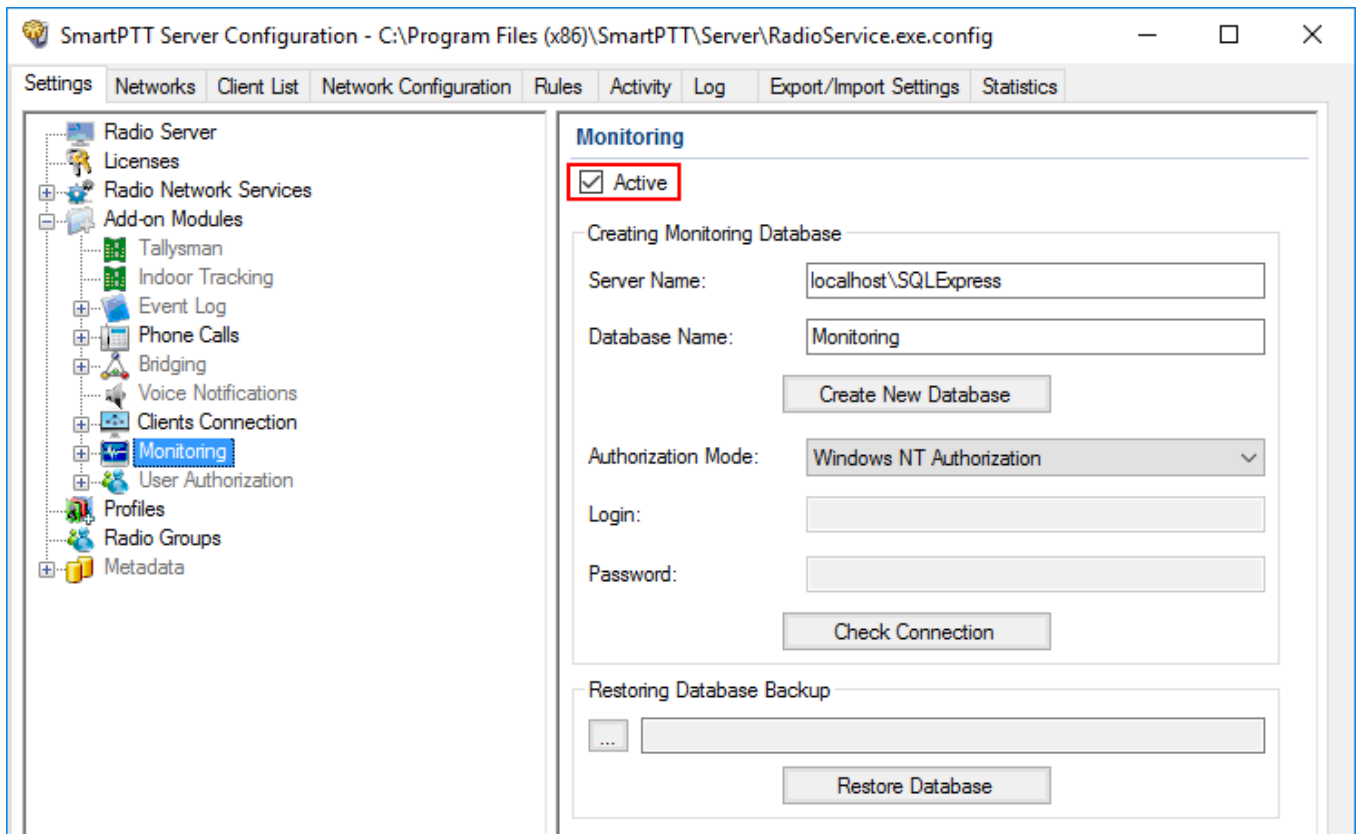 SmartPTT Server Configuration - C:\Program Files (x86)\SmartPTT\Server\RadioService.exe.config
Settings Networks Client List Network Configuration Rules Activity Log Export/Import Settings Statistics
Radio Server
Licenses
Radio Network Services
Add-on Modules
Tallysman
Indoor Tracking
Event Log
Phone Calls
Bridging
Voice Notifications
Clients Connection
Monitoring
User Authorization
Profiles
Radio Groups
Metadata
Monitoring
Active
Creating Monitoring Database
Server Name: localhost\SQLExpress
Database Name: Monitoring
Create New Database
Authorization Mode: Windows NT Authorization
Login:
Password:
Check Connection
Restoring Database Backup
...
Restore Database